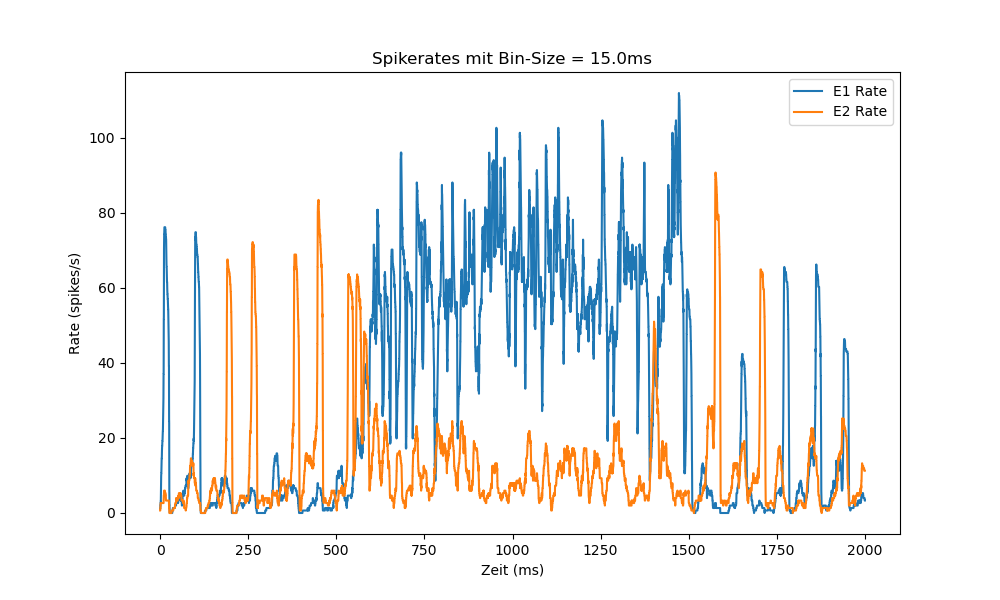 Spikerates mit Bin-Size = 15.0ms
E1 Rate
E2 Rate
Rate (spikes/s)
100
80
60
40
20
0
0 250 500 750 1000 1250 1500 1750 2000
Zeit (ms)